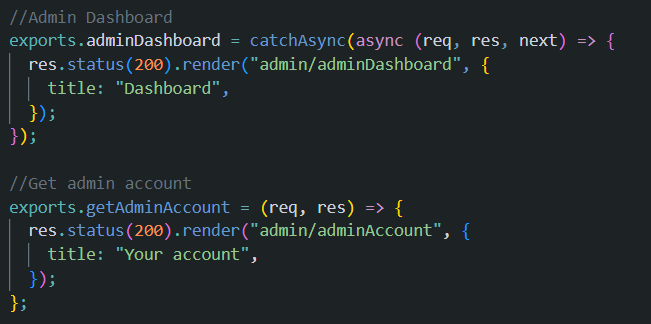 //Admin Dashboard
exports.adminDashboard = catchAsync(async (req, res, next) => {
  res.status(200).render("admin/adminDashboard", {
    title: "Dashboard",
  });
});

//Get admin account
exports.getAdminAccount = (req, res) => {
  res.status(200).render("admin/adminAccount", {
    title: "Your account",
  });
};